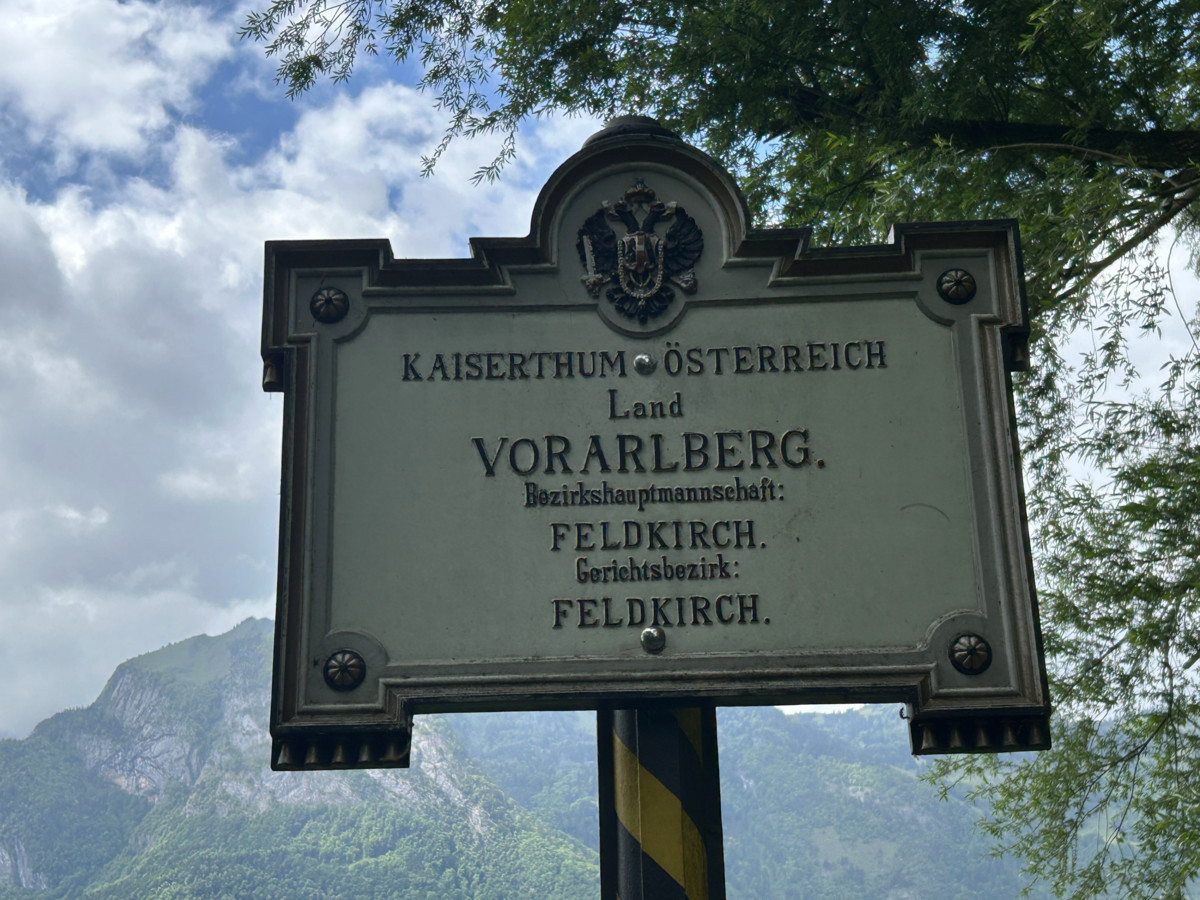 KAISERTHUM ÖSTERREICH
Land
VORARLBERG.
Bezirkshauptmannschaft:
FELDKIRCH.
Gerichtsbezirk:
FELDKIRCH.